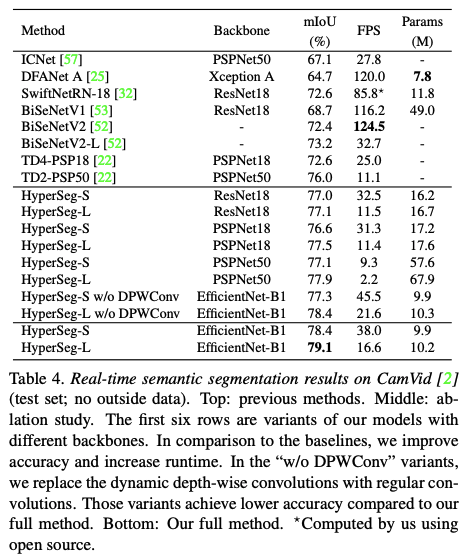 Method Backbone mIoU (%) FPS Params (M)
ICNet [57] PSPNet50 67.1 27.8 -
DFANet A [25] Xception A 64.7 120.0 7.8
SwiftNetRN-18 [32] ResNet18 72.6 85.8* 11.8
BiSeNetV1 [53] ResNet18 68.7 116.2 49.0
BiSeNetV2 [52] - 72.4 124.5 -
BiSeNetV2-L [52] - 73.2 32.7 -
TD4-PSP18 [22] PSPNet18 72.6 25.0 -
TD2-PSP50 [22] PSPNet50 76.0 11.1 -
HyperSeg-S ResNet18 77.0 32.5 16.2
HyperSeg-L ResNet18 77.1 11.5 16.7
HyperSeg-S PSPNet18 76.6 31.3 17.2
HyperSeg-L PSPNet18 77.5 11.4 17.6
HyperSeg-S PSPNet50 77.1 9.3 57.6
HyperSeg-L PSPNet50 77.9 2.2 67.9
HyperSeg-S w/o DPWConv EfficientNet-B1 77.3 45.5 9.9
HyperSeg-L w/o DPWConv EfficientNet-B1 78.4 21.6 10.3
HyperSeg-S EfficientNet-B1 78.4 38.0 9.9
HyperSeg-L EfficientNet-B1 79.1 16.6 10.2
Table 4. Real-time semantic segmentation results on CamVid [2]
(test set; no outside data). Top: previous methods. Middle: ab-
lation study. The first six rows are variants of our models with
different backbones. In comparison to the baselines, we improve
accuracy and increase runtime. In the “w/o DPWConv” variants,
we replace the dynamic depth-wise convolutions with regular con-
volutions. Those variants achieve lower accuracy compared to our
full method. Bottom: Our full method. *Computed by us using
open source.